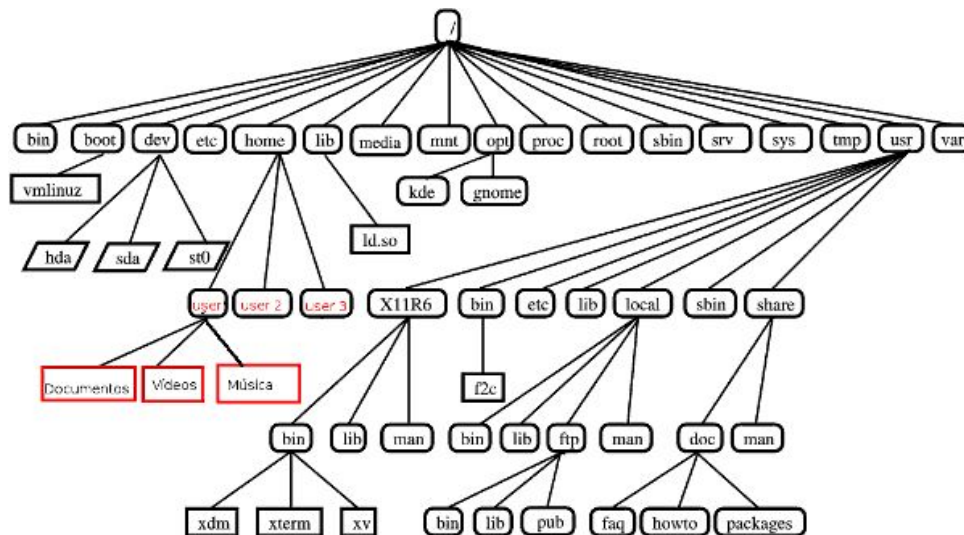 /
bin boot dev etc home lib media mnt opt proc root sbin srv sys tmp usr var
vmlinuz kde gnome
hda sda st0 ld.so
user user 2 user 3 X11R6 bin etc lib local sbin share
Documentos Vídeos Música f2c
bin lib man bin lib ftp man doc man
xdm xterm xv bin lib pub faq howto packages